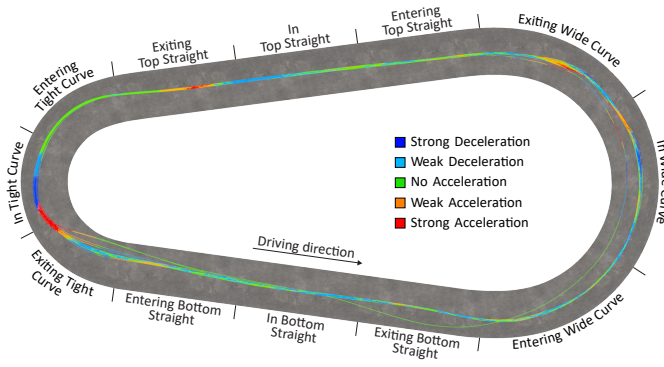 In
Top Straight
Entering
Top Straight
Exiting Wide Curve
Exiting
Top Straight
Entering
Tight Curve
Strong Deceleration
Weak Deceleration
No Acceleration
Weak Acceleration
Strong Acceleration
In Tight Curve
In Wide Curve
Driving direction
Exiting Tight
Curve
Entering Bottom
Straight
In Bottom
Straight
Exiting Bottom
Straight
Entering Wide Curve